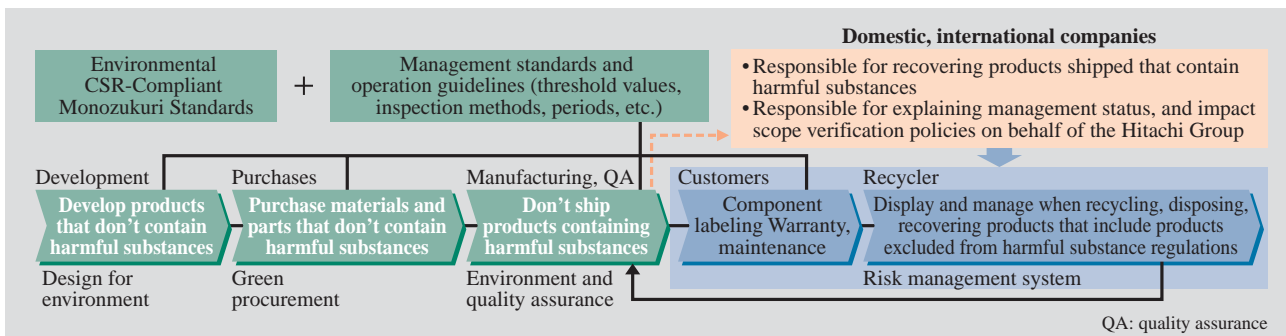 Environmental
CSR-Compliant
Monozukuri Standards
+
Management standards and
operation guidelines (threshold values,
inspection methods, periods, etc.)
Domestic, international companies
• Responsible for recovering products shipped that contain
harmful substances
• Responsible for explaining management status, and impact
scope verification policies on behalf of the Hitachi Group
Development
Develop products
that don't contain
harmful substances
Design for
environment
Purchases
Purchase materials and
parts that don't contain
harmful substances
Green
procurement
Manufacturing, QA
Don't ship
products containing
harmful substances
Environment and
quality assurance
Customers
Component
labeling Warranty,
maintenance
Recycler
Display and manage when recycling, disposing,
recovering products that include products
excluded from harmful substance regulations
Risk management system
QA: quality assurance